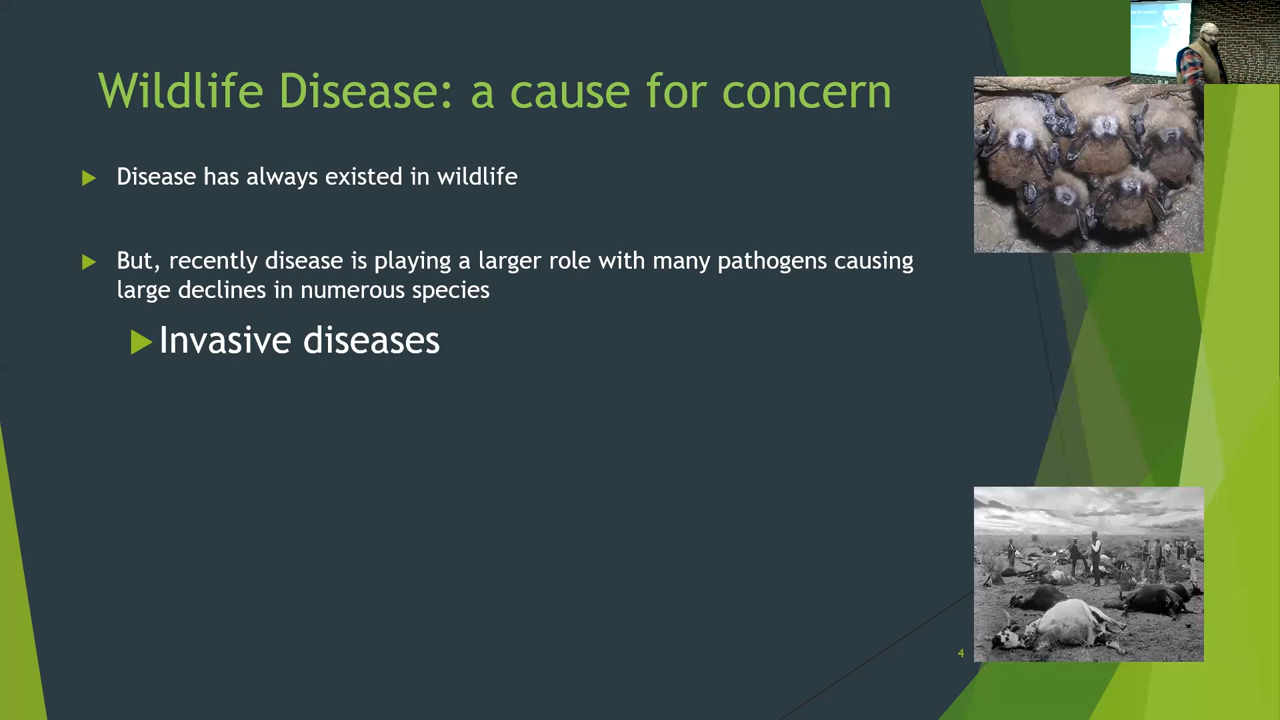 Wildlife Disease: a cause for concern
Disease has always existed in wildlife
But, recently disease is playing a larger role with many pathogens causing
large declines in numerous species
Invasive diseases
4